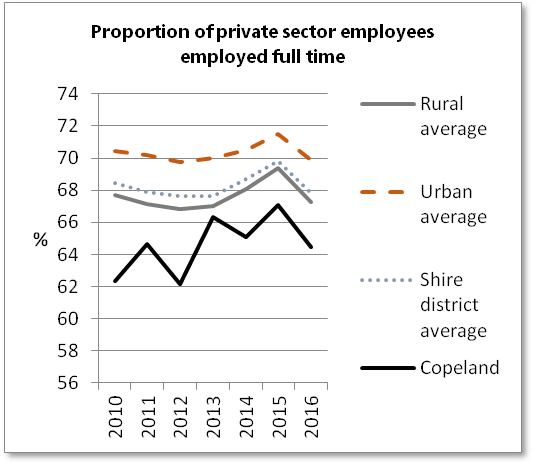 Proportion of private sector employees
employed full time
74
72
70
68
66
64
62
60
58
56
%
2010
2011
2012
2013
2014
2015
2016
Rural
average
Urban
average
Shire
district
average
Copeland